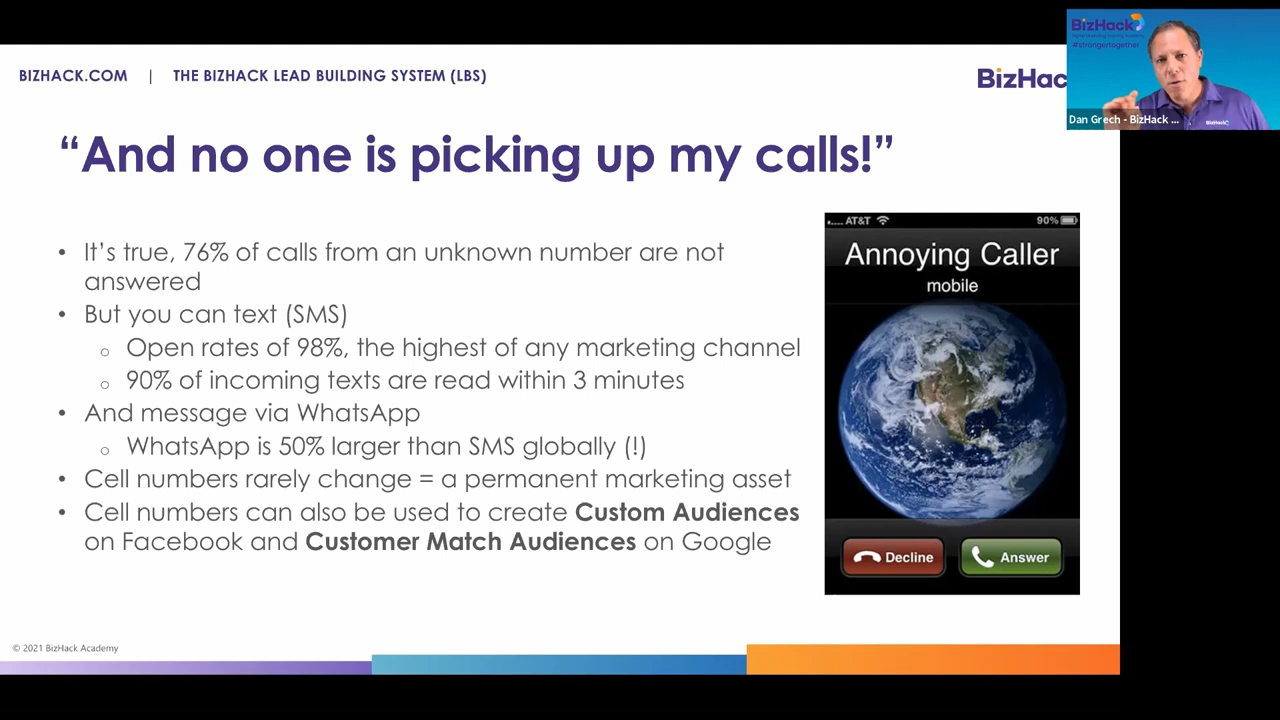 BIZHACK.COM | THE BIZHACK LEAD BUILDING SYSTEM (LBS)
BizHac
BizHack
#strongertogether
BizHack
Dan Grech - BizHack ...
“And no one is picking up my calls!”
• It’s true, 76% of calls from an unknown number are not
answered
• But you can text (SMS)
o Open rates of 98%, the highest of any marketing channel
o 90% of incoming texts are read within 3 minutes
• And message via WhatsApp
o WhatsApp is 50% larger than SMS globally (!)
• Cell numbers rarely change = a permanent marketing asset
• Cell numbers can also be used to create Custom Audiences
on Facebook and Customer Match Audiences on Google
..... AT&T 90%
Annoying Caller
mobile
Decline Answer
© 2021 BizHack Academy